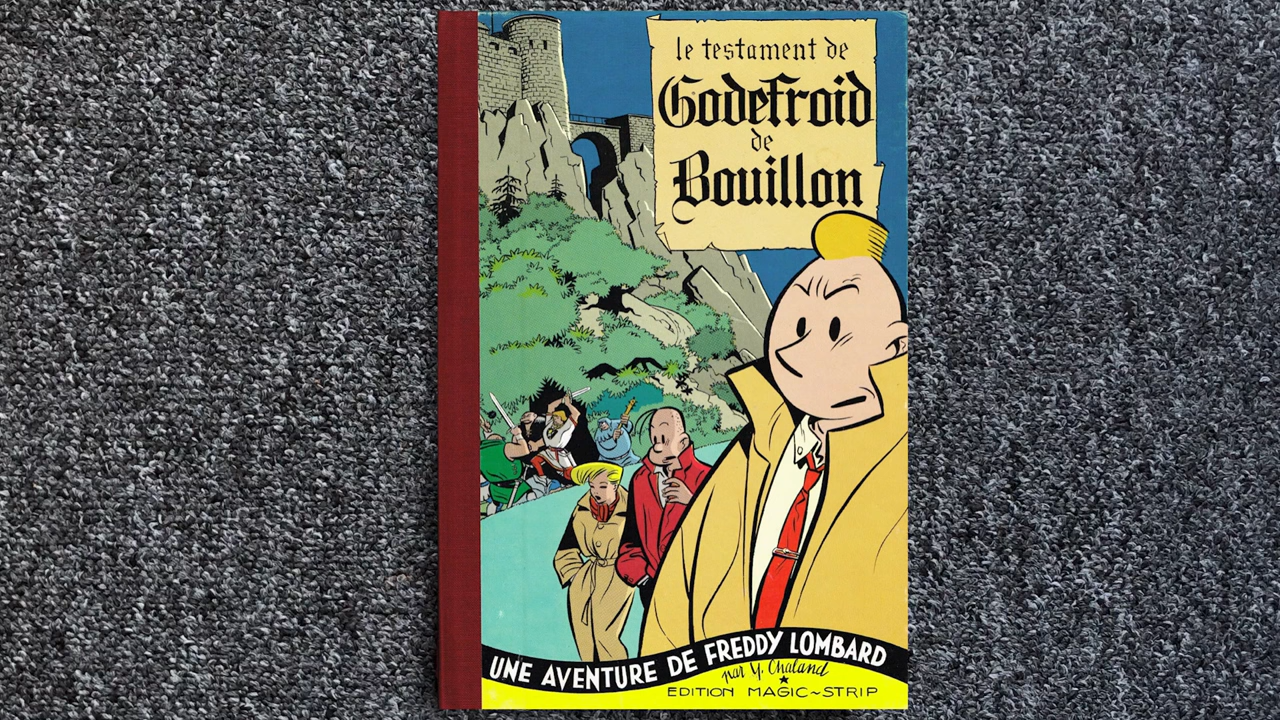 le testament de
Godefroid
de
Bouillon
UNE AVENTURE DE FREDDY LOMBARD
par Y. Chaland
EDITION MAGIC~STRIP